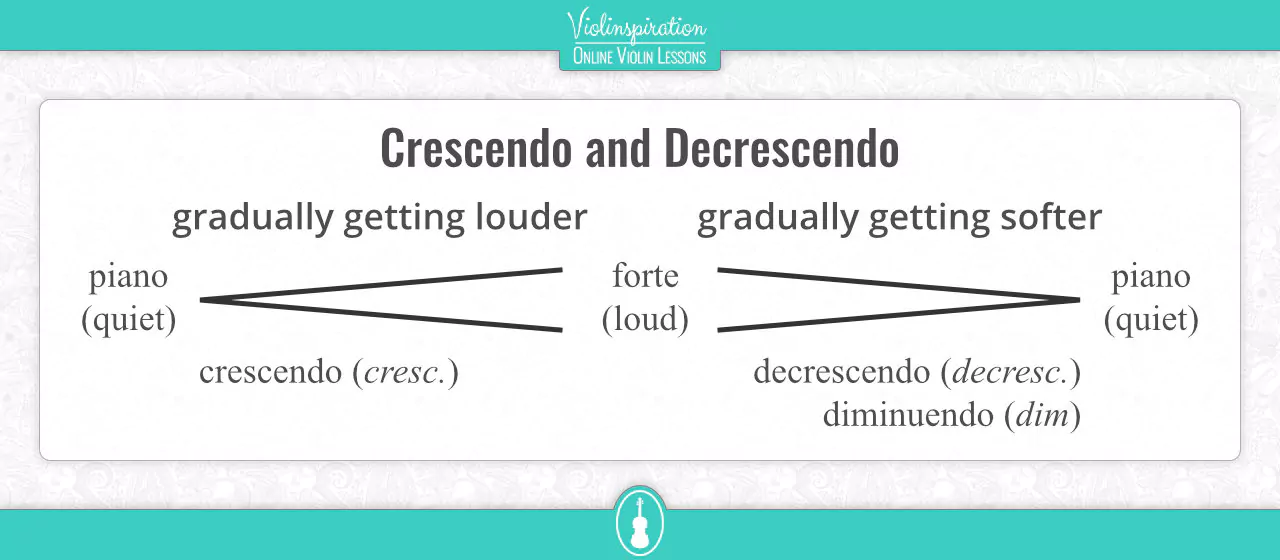 Violinspiration
ONLINE VIOLIN LESSONS
Crescendo and Decrescendo
gradually getting louder
gradually getting softer
piano
(quiet)
forte
(loud)
piano
(quiet)
crescendo (cresc.)
decrescendo (decresc.)
diminuendo (dim)